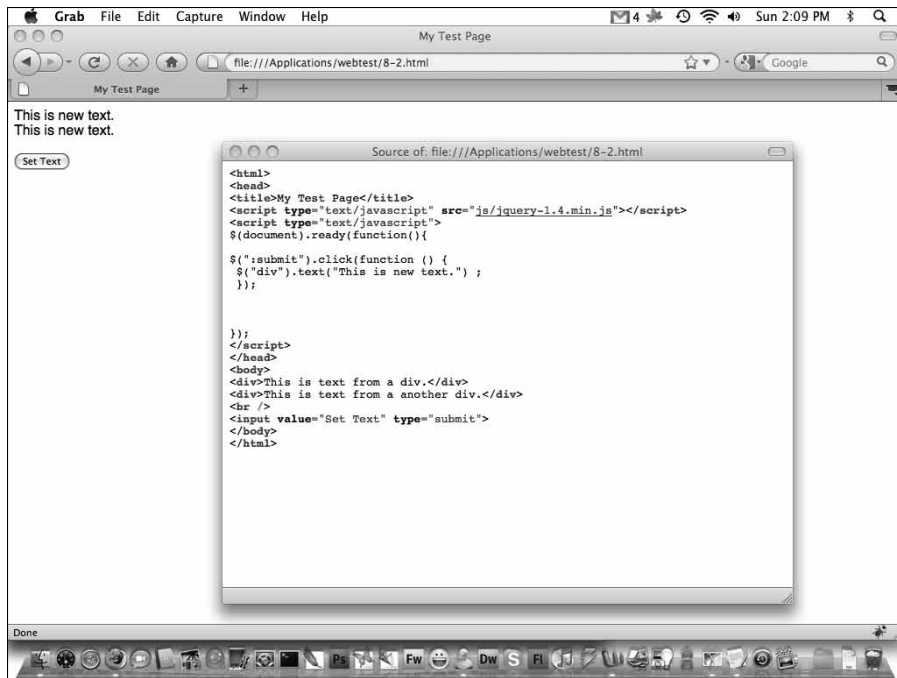 Grab File Edit Capture Window Help 4 Sun 2:09 PM
My Test Page
file:///Applications/webtest/8-2.html Google
My Test Page +
This is new text.
This is new text.
Set Text
Source of: file:///Applications/webtest/8-2.html
<html>
<head>
<title>My Test Page</title>
<script type="text/javascript" src="js/jquery-1.4.min.js"></script>
<script type="text/javascript">
$(document).ready(function(){
$(":submit").click(function () {
$("div").text("This is new text.") ;
});
});
</script>
</head>
<body>
<div>This is text from a div.</div>
<div>This is text from a another div.</div>
<br />
<input value="Set Text" type="submit">
</body>
</html>
Done
Ps Fw Dw S Fl